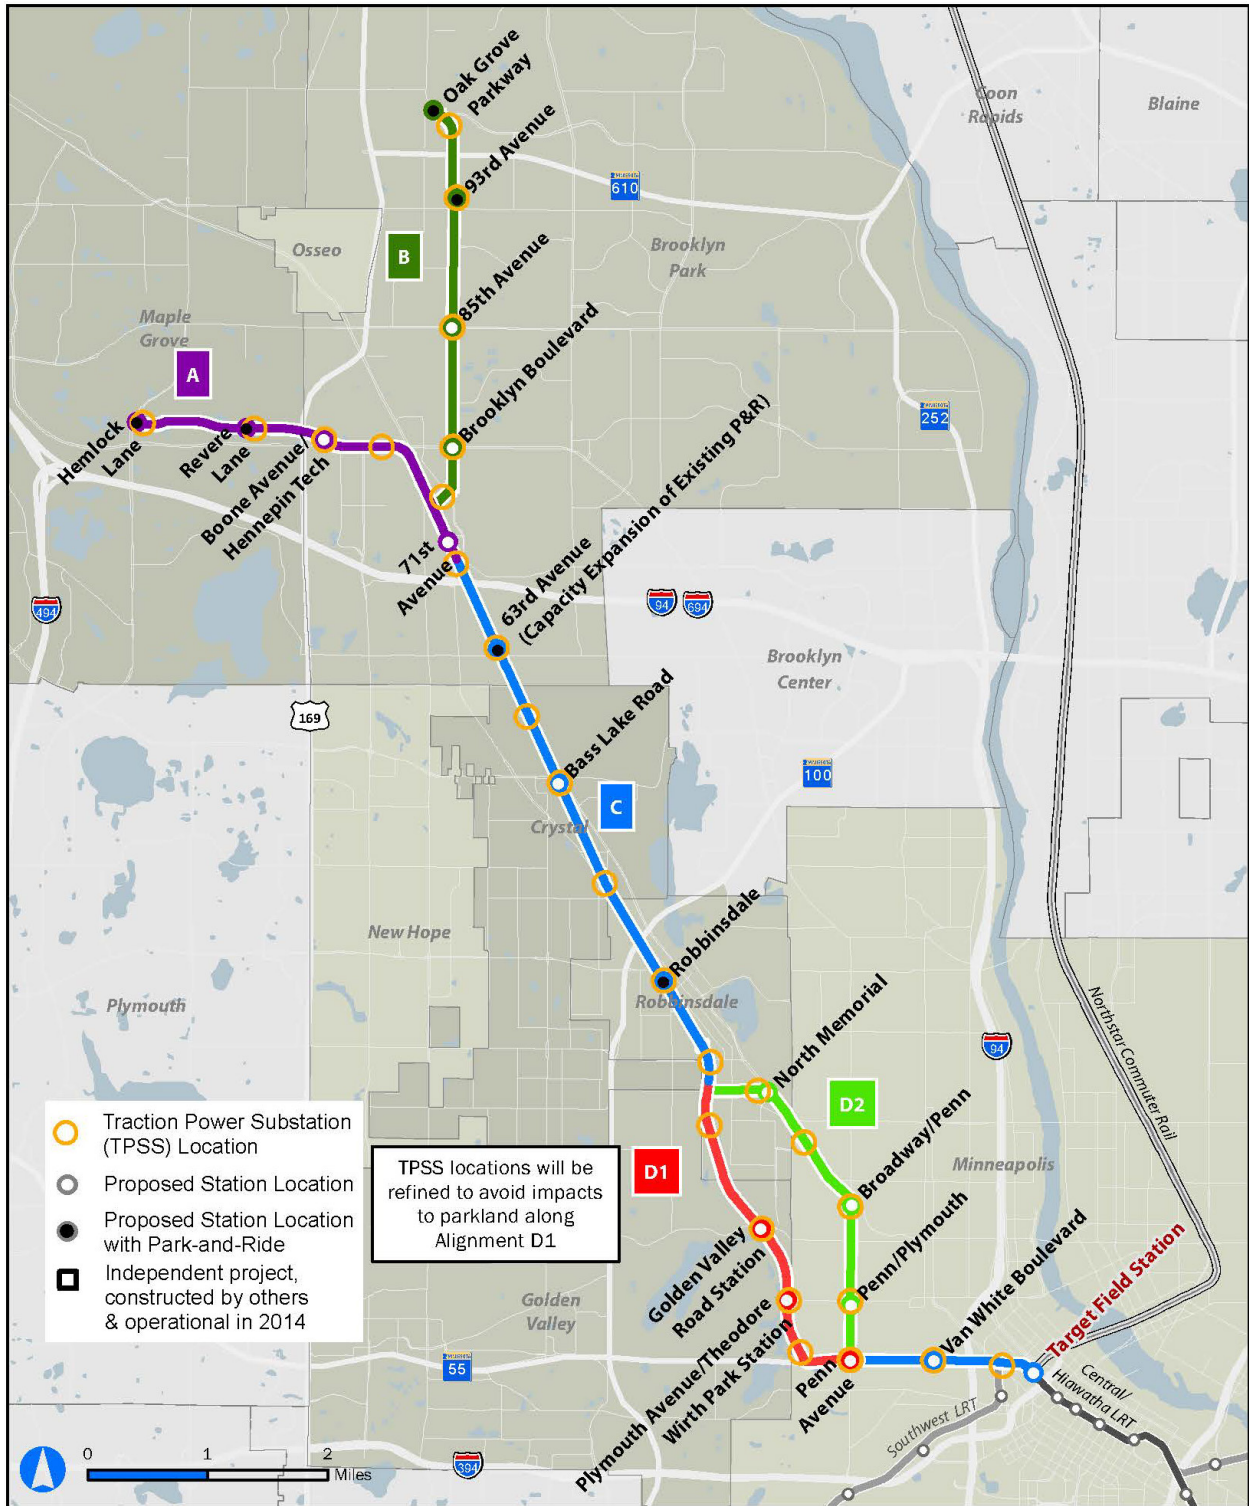 Oak Grove
Parkway
93rd Avenue
Coon
Rapids
Blaine
610
Osseo
B
Brooklyn
Park
85th Avenue
Maple
Grove
A
Brooklyn Boulevard
252
Hemlock
Lane
Revere
Lane
Boone Avenue/
Hennepin Tech
71st
Avenue
63rd Avenue
(Capacity Expansion of Existing P&R)
494
94
694
Brooklyn
Center
169
Bass Lake Road
100
C
Crystal
New Hope
Robbinsdale
Robbinsdale
Plymouth
North Memorial
Northstar Commuter Rail
94
D2
Broadway/Penn
Minneapolis
D1
Traction Power Substation
(TPSS) Location
Proposed Station Location
Proposed Station Location
with Park-and-Ride
Independent project,
constructed by others
& operational in 2014
TPSS locations will be
refined to avoid impacts
to parkland along
Alignment D1
Golden Valley
Road Station
Penn/Plymouth
Van White Boulevard
Target Field Station
Golden
Valley
Plymouth Avenue/Theodore
Wirth Park Station
Penn
Avenue
55
Central/
Hiawatha LRT
Southwest LRT
394
0 1 2
Miles